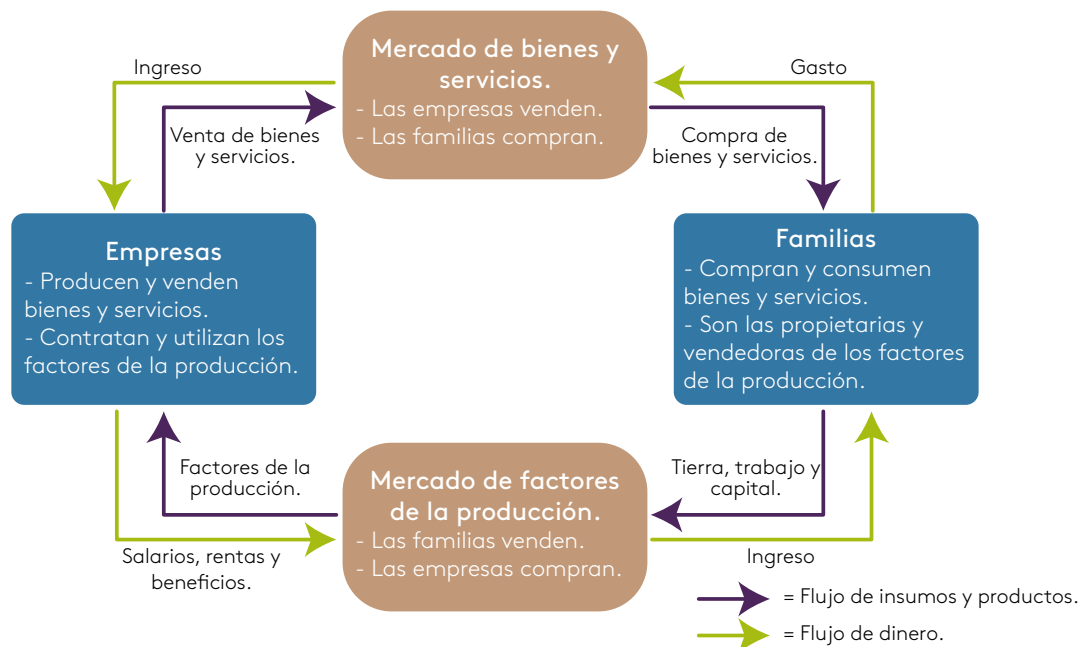 Mercado de bienes y
servicios.
- Las empresas venden.
- Las familias compran.
Ingreso
Gasto
Venta de bienes
y servicios.
Compra de
bienes y servicios.
Empresas
- Producen y venden
bienes y servicios.
- Contratan y utilizan los
factores de la producción.
Familias
- Compran y consumen
bienes y servicios.
- Son las propietarias y
vendedoras de los factores
de la producción.
Factores de la
producción.
Tierra, trabajo y
capital.
Mercado de factores
de la producción.
- Las familias venden.
- Las empresas compran.
Salarios, rentas y
beneficios.
Ingreso
= Flujo de insumos y productos.
= Flujo de dinero.